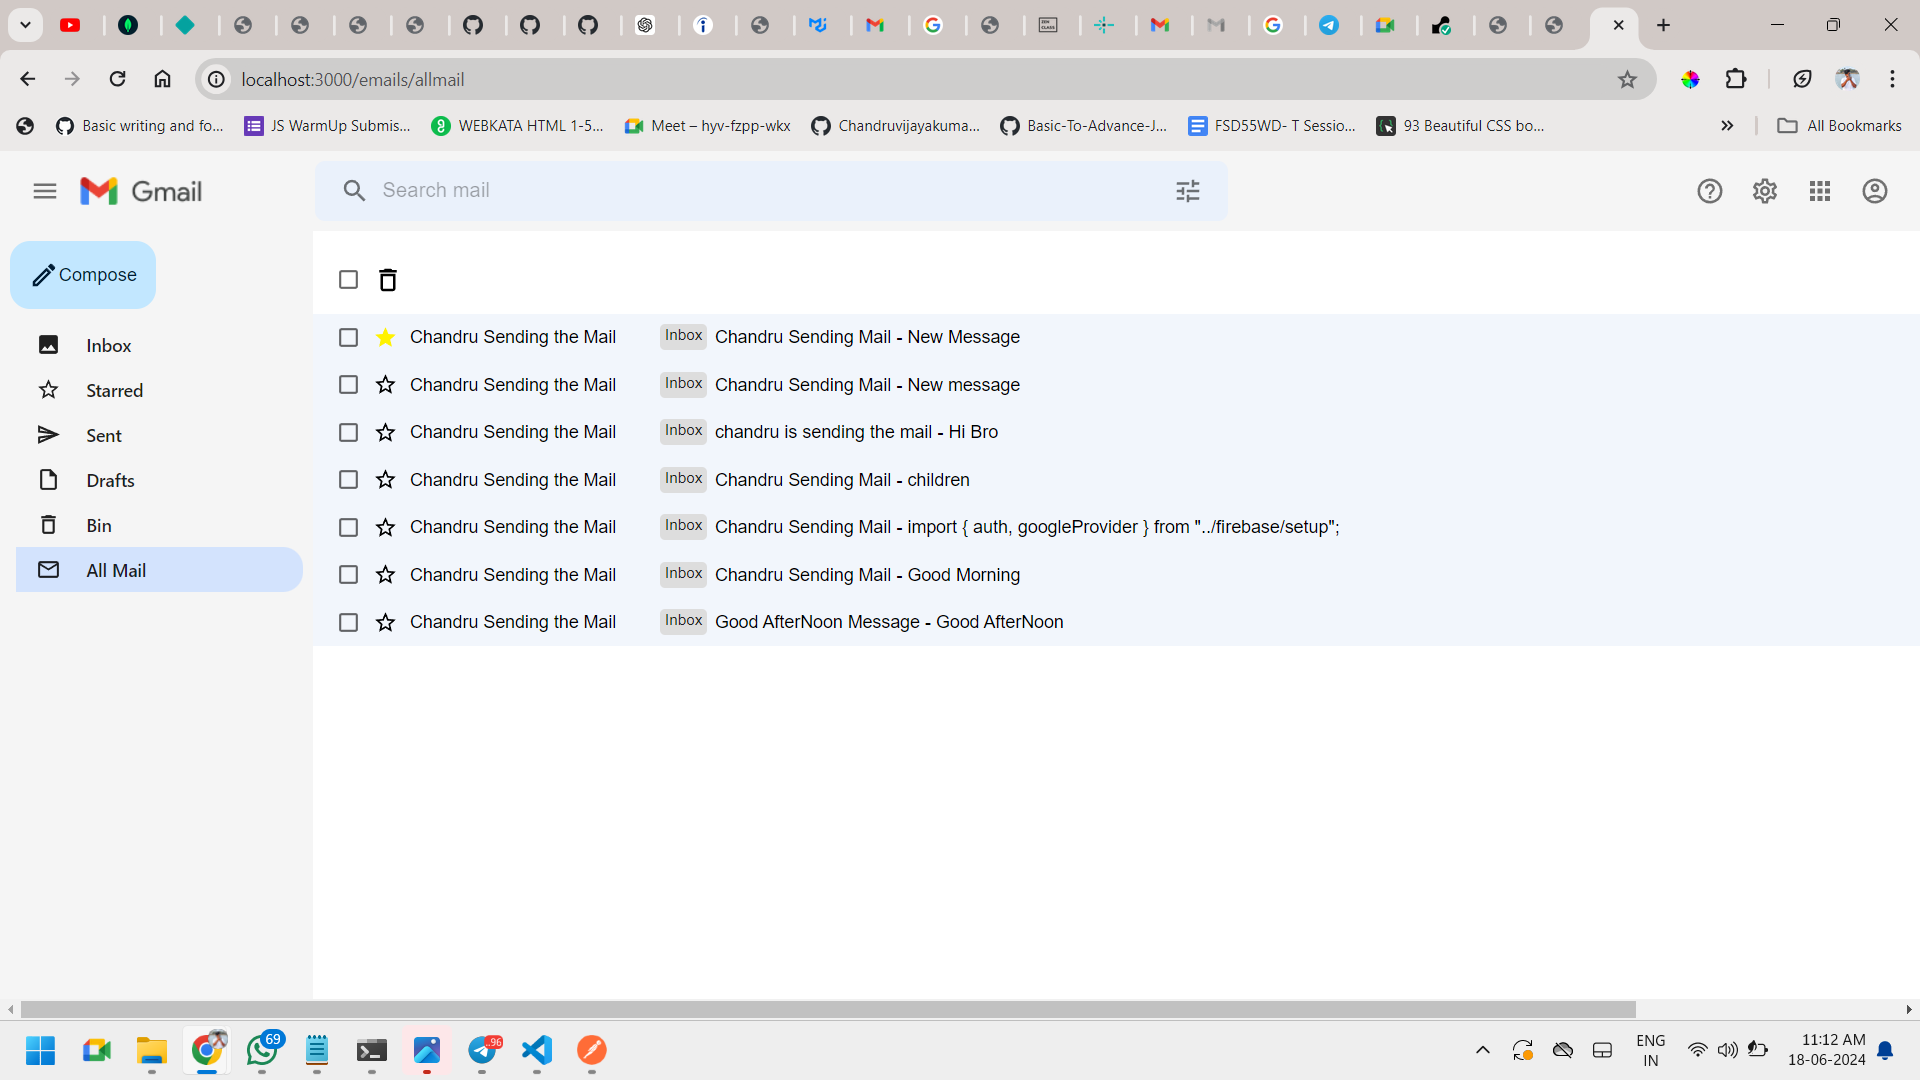 localhost:3000/emails/allmail
Basic writing and fo...
JS WarmUp Submis...
WEBKATA HTML 1-5...
Meet – hyv-fzpp-wkx
Chandruvijayakuma...
Basic-To-Advance-J...
FSD55WD- T Sessio...
93 Beautiful CSS bo...
All Bookmarks
Gmail
Search mail
Compose
Inbox
Starred
Sent
Drafts
Bin
All Mail
Chandru Sending the Mail Inbox Chandru Sending Mail - New Message
Chandru Sending the Mail Inbox Chandru Sending Mail - New message
Chandru Sending the Mail Inbox chandru is sending the mail - Hi Bro
Chandru Sending the Mail Inbox Chandru Sending Mail - children
Chandru Sending the Mail Inbox Chandru Sending Mail - import { auth, googleProvider } from "../firebase/setup";
Chandru Sending the Mail Inbox Chandru Sending Mail - Good Morning
Chandru Sending the Mail Inbox Good AfterNoon Message - Good AfterNoon
69
..96
ENG
IN
11:12 AM
18-06-2024